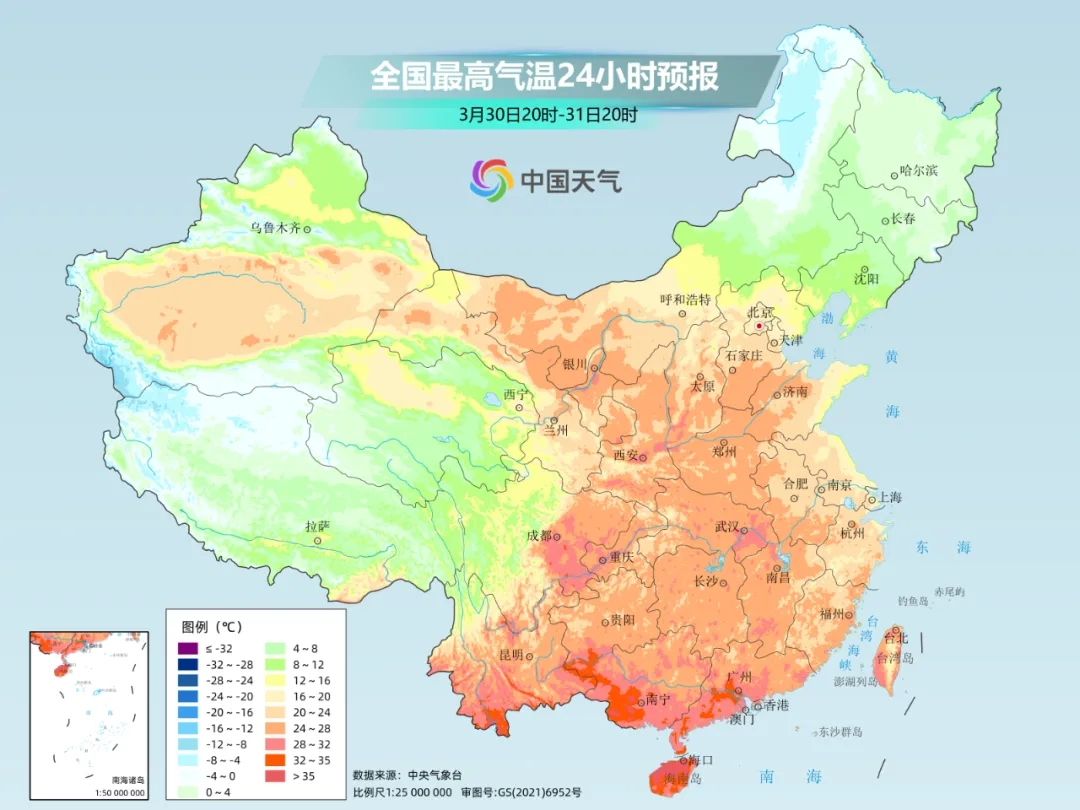 全国最高气温24小时预报
3月30日20时-31日20时
中国天气
哈尔滨
长春
乌鲁木齐
沈阳
呼和浩特
北京
渤
天津
海
石家庄
黄
银川
太原
西宁
济南
海
兰州
西安
郑州
合肥
南京
上海
拉萨
成都
武汉
杭州
东 海
重庆
长沙
南昌
钓鱼岛
赤尾屿
贵阳
福州
台
湾
海
峡
台北
台湾岛
昆明
澎湖列岛
广州
南宁
香港
澳门
东沙群岛
海口
海南岛
南 海
图例 (℃)
≤ -32
-32 ~ -28
-28 ~ -24
-24 ~ -20
-20 ~ -16
-16 ~ -12
-12 ~ -8
-8 ~ -4
-4 ~ 0
0 ~ 4
4 ~ 8
8 ~ 12
12 ~ 16
16 ~ 20
20 ~ 24
24 ~ 28
28 ~ 32
32 ~ 35
> 35
南海诸岛
1:50 000 000
数据来源：中央气象台
比例尺1:25 000 000 审图号:GS(2021)6952号